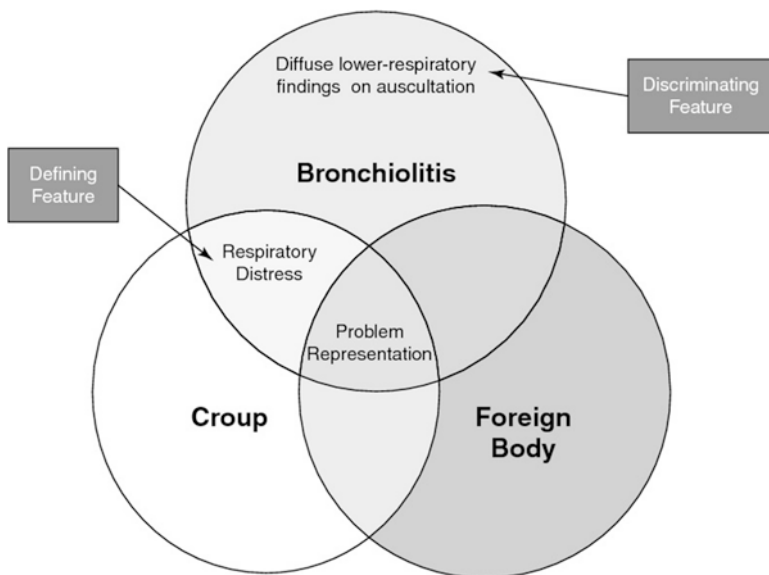 Diffuse lower-respiratory
findings on auscultation
Discriminating
Feature
Bronchiolitis
Defining
Feature
Respiratory
Distress
Problem
Representation
Croup
Foreign
Body